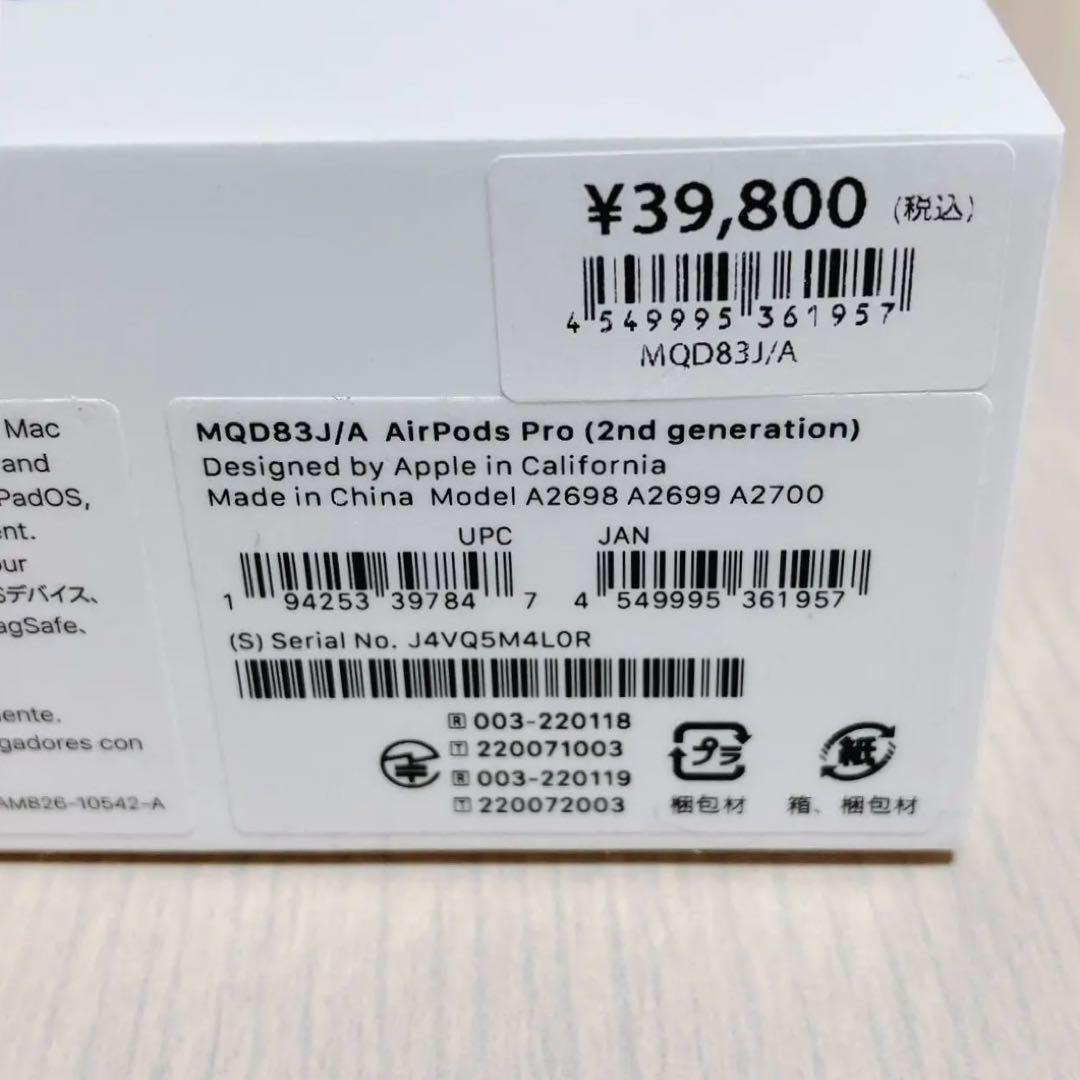 ¥39,800 (税込)
4 549995 361957
MQD83J/A
Mac
and
PadOS,
ent.
our
Sデバイス、
agSafe、
ente.
gadores con
AM826-10542-A
MQD83J/A AirPods Pro (2nd generation)
Designed by Apple in California
Made in China Model A2698 A2699 A2700
UPC JAN
1 94253 39784 7 4 549995 361957
(S) Serial No. J4VQ5M4L0R
R 003-220118
T 220071003
R 003-220119
T 220072003
プラ
梱包材
紙
箱、梱包材